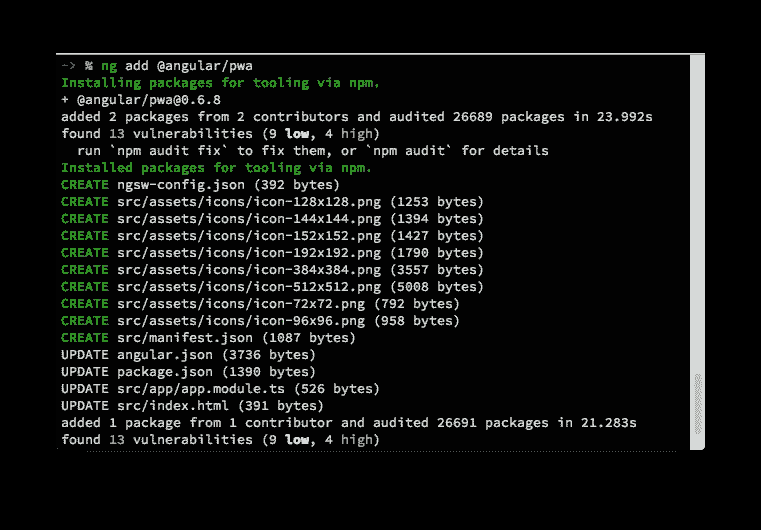 ~> % ng add @angular/pwa
Installing packages for tooling via npm.
+ @angular/pwa@0.6.8
added 2 packages from 2 contributors and audited 26689 packages in 23.992s
found 13 vulnerabilities (9 low, 4 high)
run `npm audit fix` to fix them, or `npm audit` for details
Installed packages for tooling via npm.
CREATE ngsw-config.json (392 bytes)
CREATE src/assets/icons/icon-128x128.png (1253 bytes)
CREATE src/assets/icons/icon-144x144.png (1394 bytes)
CREATE src/assets/icons/icon-152x152.png (1427 bytes)
CREATE src/assets/icons/icon-192x192.png (1790 bytes)
CREATE src/assets/icons/icon-384x384.png (3557 bytes)
CREATE src/assets/icons/icon-512x512.png (5008 bytes)
CREATE src/assets/icons/icon-72x72.png (792 bytes)
CREATE src/assets/icons/icon-96x96.png (958 bytes)
CREATE src/manifest.json (1087 bytes)
UPDATE angular.json (3736 bytes)
UPDATE package.json (1390 bytes)
UPDATE src/app/app.module.ts (526 bytes)
UPDATE src/index.html (391 bytes)
added 1 package from 1 contributor and audited 26691 packages in 21.283s
found 13 vulnerabilities (9 low, 4 high)